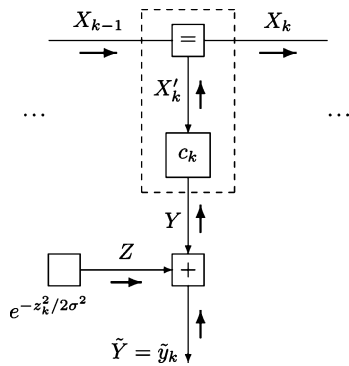 X_{k-1}
X_k
=
X'_k
...
...
c_k
Y
Z
+
e^{-z_k^2/2σ^2}
Ỹ = ỹ_k